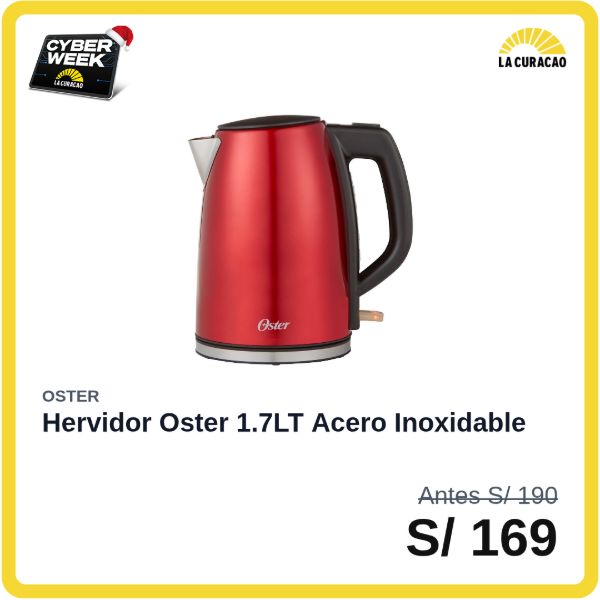 CYBER
WEEK
LA CURACAO
LA CURACAO
Oster
OSTER
Hervidor Oster 1.7LT Acero Inoxidable
Antes S/ 190
S/ 169